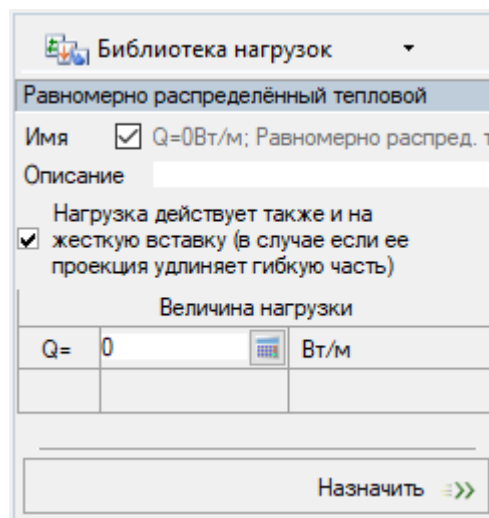 Библиотека нагрузок
Равномерно распределённый тепловой
Имя Q=0Вт/м; Равномерно распред. т
Описание
Нагрузка действует также и на
жесткую вставку (в случае если ее
проекция удлиняет гибкую часть)
Величина нагрузки
Q= 0 Вт/м
Назначить